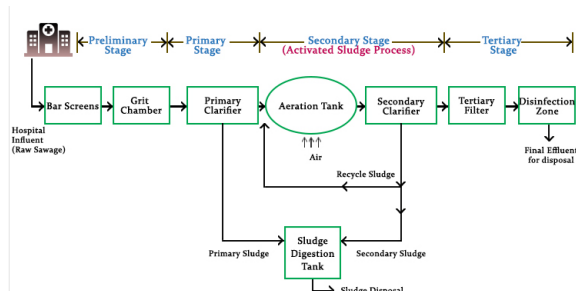 Preliminary
Stage
Primary
Stage
Secondary Stage
(Activated Sludge Process)
Tertiary
Stage
Bar Screens
Grit
Chamber
Primary
Clarifier
Aeration Tank
Secondary
Clarifier
Tertiary
Filter
Disinfection
Zone
Hospital
Influent
(Raw Sawage)
Air
Final Effluent
for disposal
Recycle Sludge
Primary Sludge
Sludge
Digestion
Tank
Secondary Sludge
Sludge Disposal